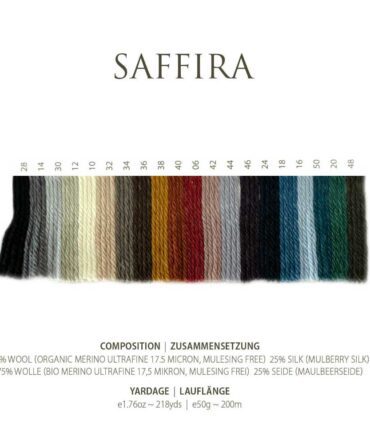 SAFFIRA
28 14 30 12 10 32 34 36 38 40 06 42 44 46 24 18 16 50 20 48
COMPOSITION | ZUSAMMENSETZUNG
% WOOL (ORGANIC MERINO ULTRAFINE 17.5 MICRON, MULESING FREE) 25% SILK (MULBERRY SILK)
75% WOLLE (BIO MERINO ULTRAFINE 17,5 MIKRON, MULESING FREI) 25% SEIDE (MAULBEERSEIDE)
YARDAGE | LAUFLÄNGE
e1.76oz ~ 218yds | e50g ~ 200m